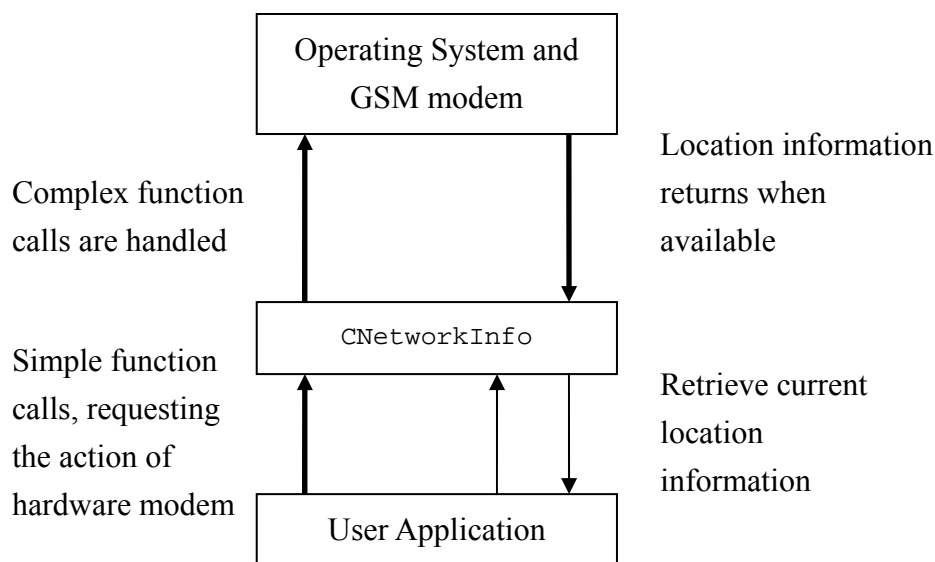 Operating System and
GSM modem
Complex function
calls are handled
Location information
returns when
available
CNetworkInfo
Simple function
calls, requesting
the action of
hardware modem
Retrieve current
location
information
User Application